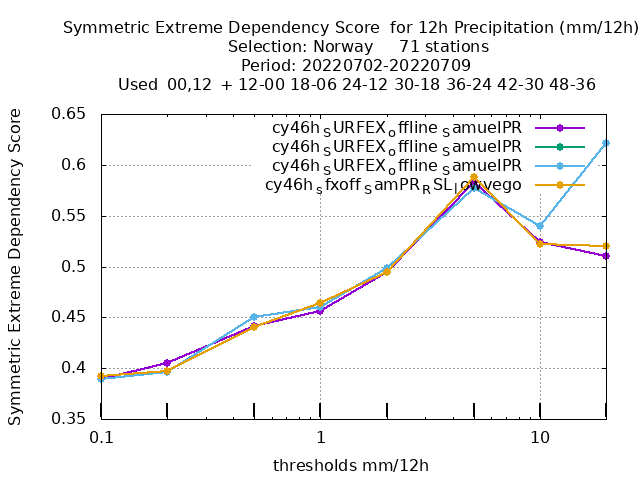 Symmetric Extreme Dependency Score for 12h Precipitation (mm/12h)
Selection: Norway 71 stations
Period: 20220702-20220709
Used 00,12 + 12-00 18-06 24-12 30-18 36-24 42-30 48-36
Symmetric Extreme Dependency Score
0.65
0.6
0.55
0.5
0.45
0.4
0.35
cy46h_SURFEX_offline_SamuelPR
cy46h_SURFEX_offline_SamuelPR
cy46h_SURFEX_offline_SamuelPR
cy46h_sfxoff_SamPR_RSL_lcwvego
0.1 1 10
thresholds mm/12h